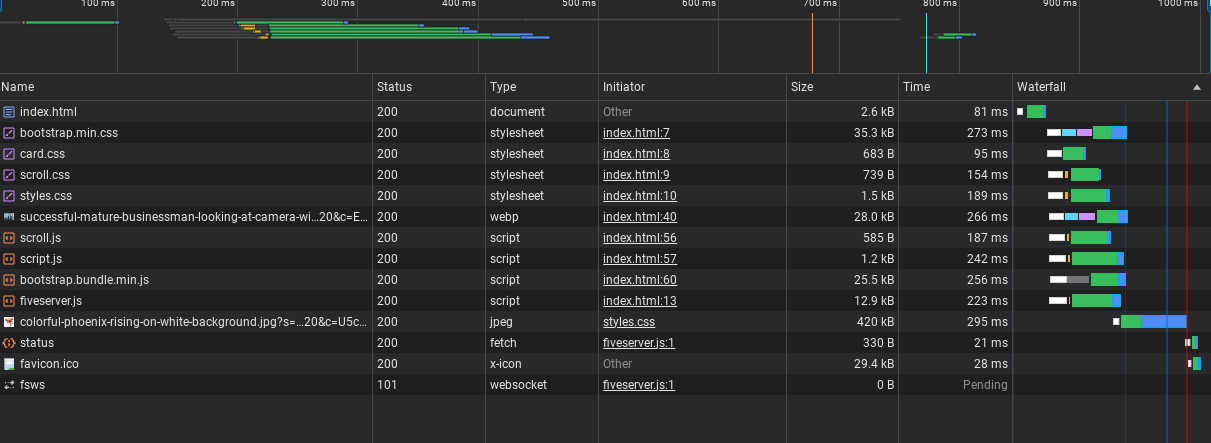 100 ms 200 ms 300 ms 400 ms 500 ms 600 ms 700 ms 800 ms 900 ms 1000 ms
Name Status Type Initiator Size Time Waterfall
index.html 200 document Other 2.6 kB 81 ms
bootstrap.min.css 200 stylesheet index.html:7 35.3 kB 273 ms
card.css 200 stylesheet index.html:8 683 B 95 ms
scroll.css 200 stylesheet index.html:9 739 B 154 ms
styles.css 200 stylesheet index.html:10 1.5 kB 189 ms
successful-mature-businessman-looking-at-camera-wi...20&c=E... 200 webp index.html:40 28.0 kB 266 ms
scroll.js 200 script index.html:56 585 B 187 ms
script.js 200 script index.html:57 1.2 kB 242 ms
bootstrap.bundle.min.js 200 script index.html:60 25.5 kB 256 ms
fiveserver.js 200 script index.html:13 12.9 kB 223 ms
colorful-phoenix-rising-on-white-background.jpg?s=...20&c=U5c... 200 jpeg styles.css 420 kB 295 ms
status 200 fetch fiveserver.js:1 330 B 21 ms
favicon.ico 200 x-icon Other 29.4 kB 28 ms
fsws 101 websocket fiveserver.js:1 0 B Pending